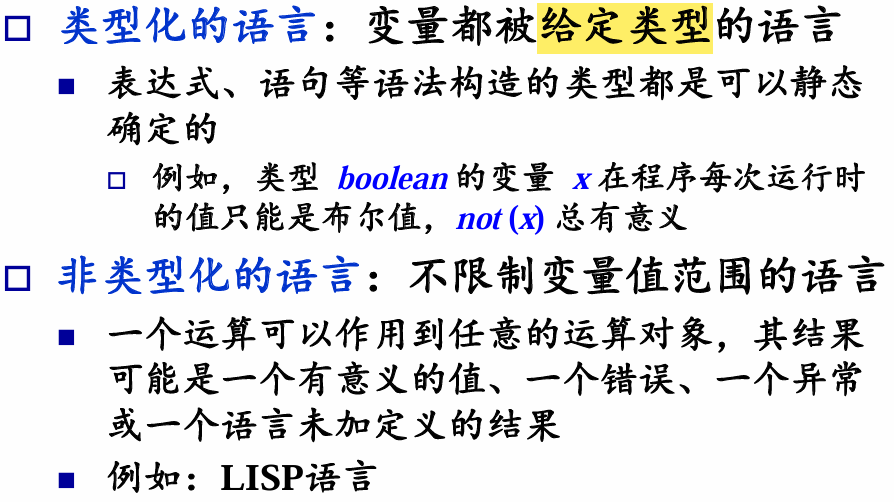 类型化的语言：变量都被给定类型的语言
表达式、语句等语法构造的类型都是可以静态
确定的
例如，类型 boolean 的变量 x 在程序每次运行时
的值只能是布尔值，not (x) 总有意义
非类型化的语言：不限制变量值范围的语言
一个运算可以作用到任意的运算对象，其结果
可能是一个有意义的值、一个错误、一个异常
或一个语言未加定义的结果
例如：LISP语言